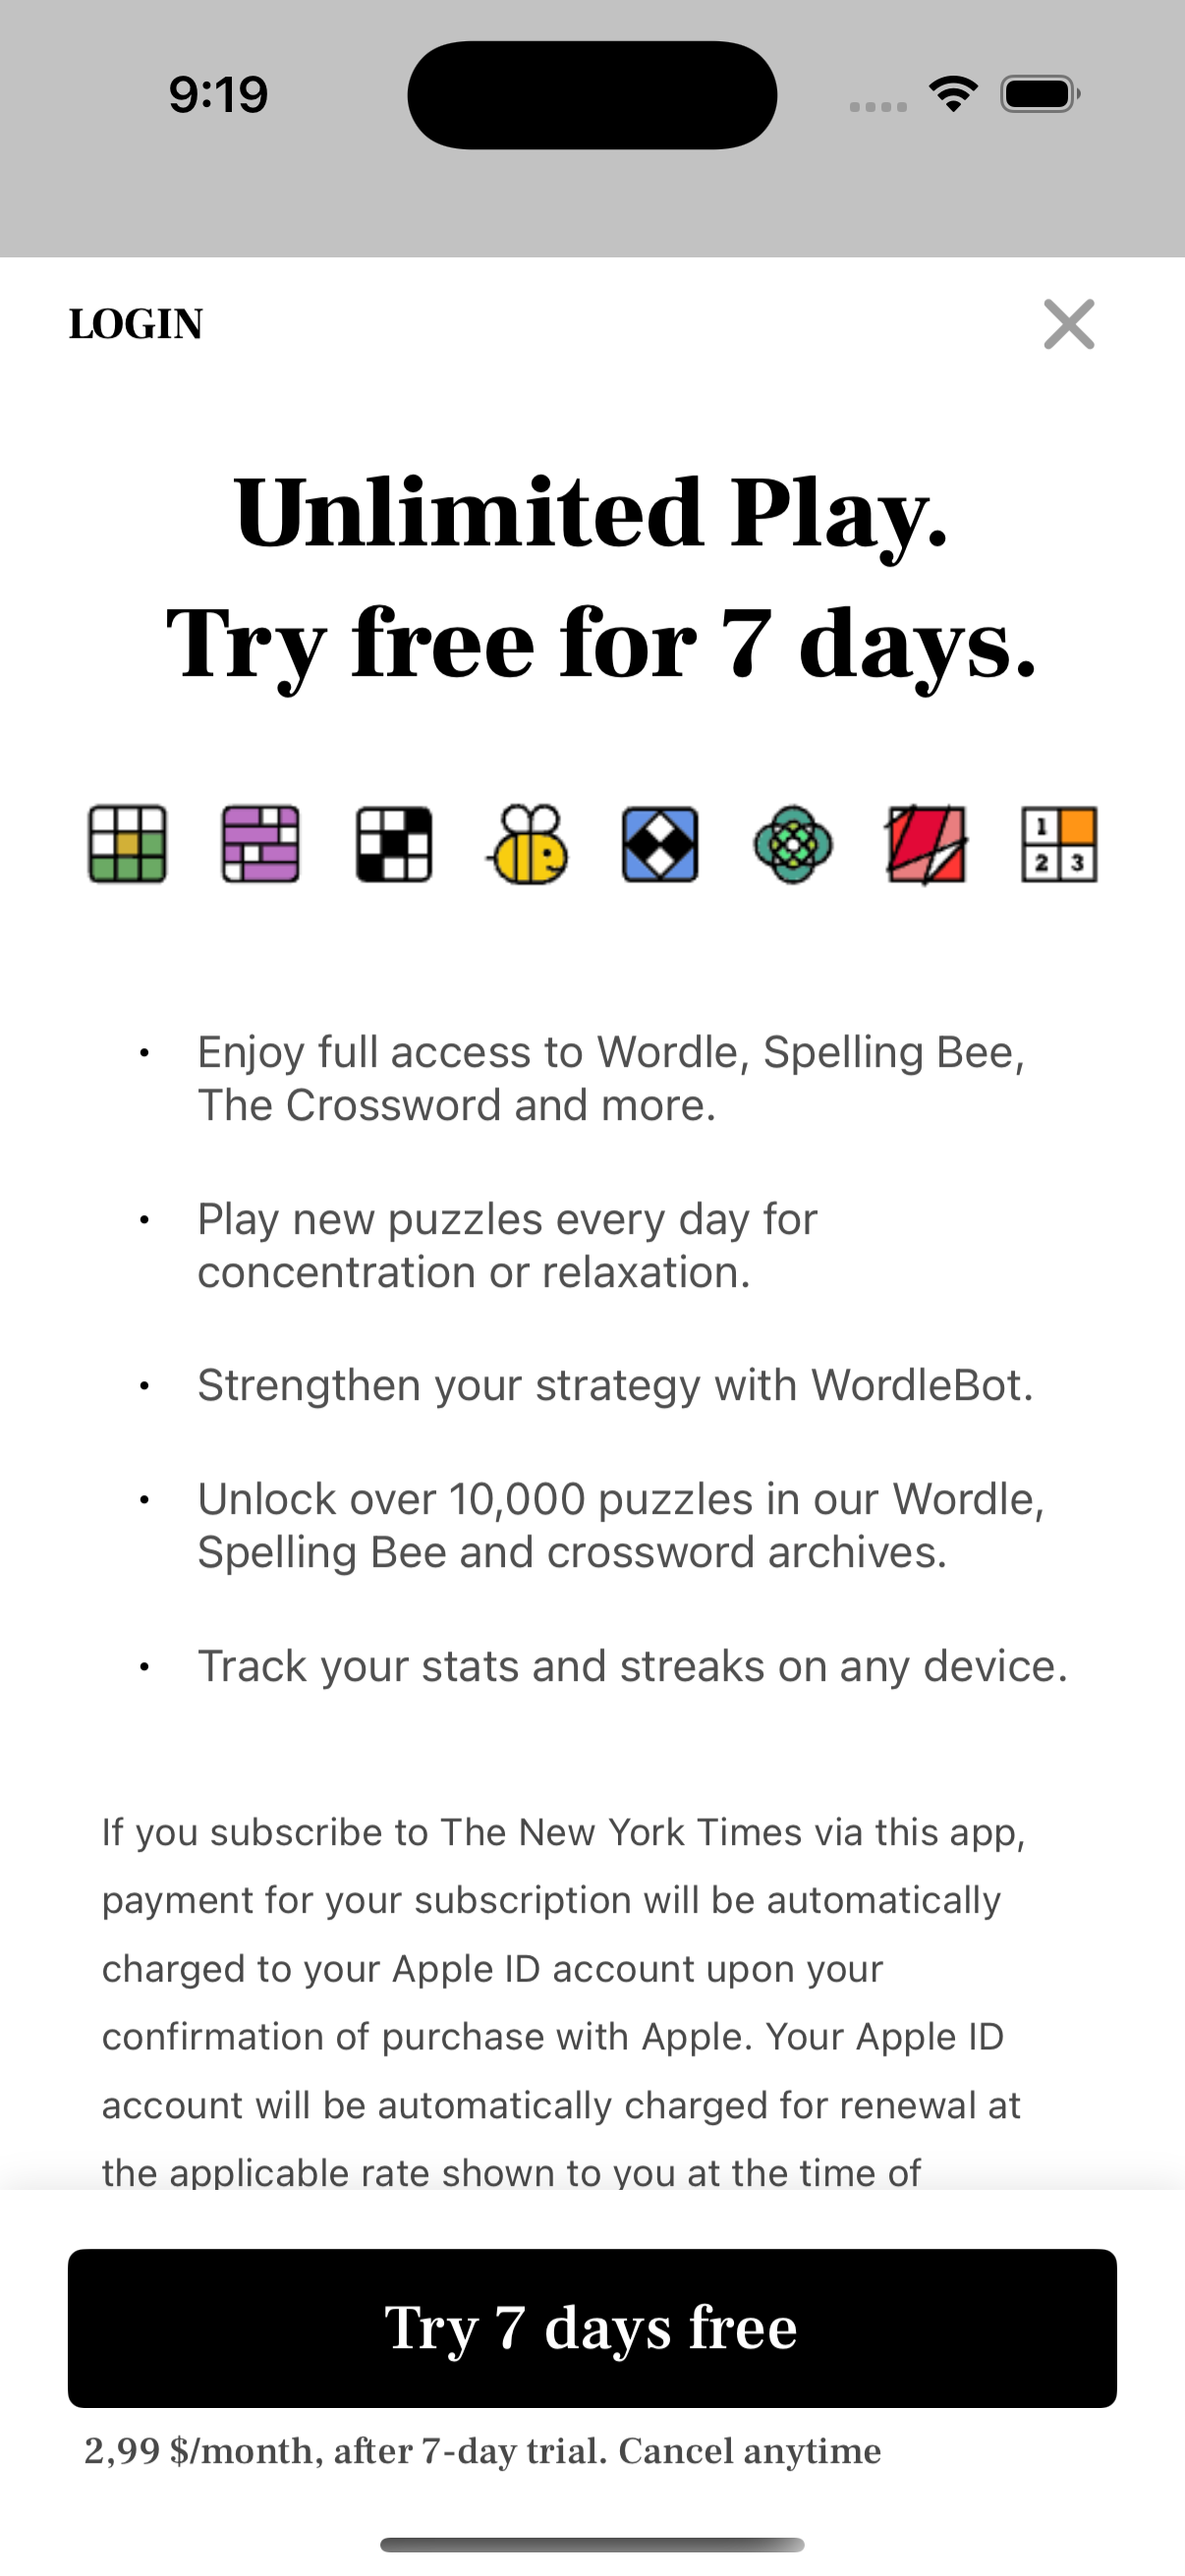 9:19
LOGIN
Unlimited Play.
Try free for 7 days.
1
2 3
• Enjoy full access to Wordle, Spelling Bee,
The Crossword and more.
• Play new puzzles every day for
concentration or relaxation.
• Strengthen your strategy with WordleBot.
• Unlock over 10,000 puzzles in our Wordle,
Spelling Bee and crossword archives.
• Track your stats and streaks on any device.
If you subscribe to The New York Times via this app,
payment for your subscription will be automatically
charged to your Apple ID account upon your
confirmation of purchase with Apple. Your Apple ID
account will be automatically charged for renewal at
the applicable rate shown to you at the time of
Try 7 days free
2,99 $/month, after 7-day trial. Cancel anytime